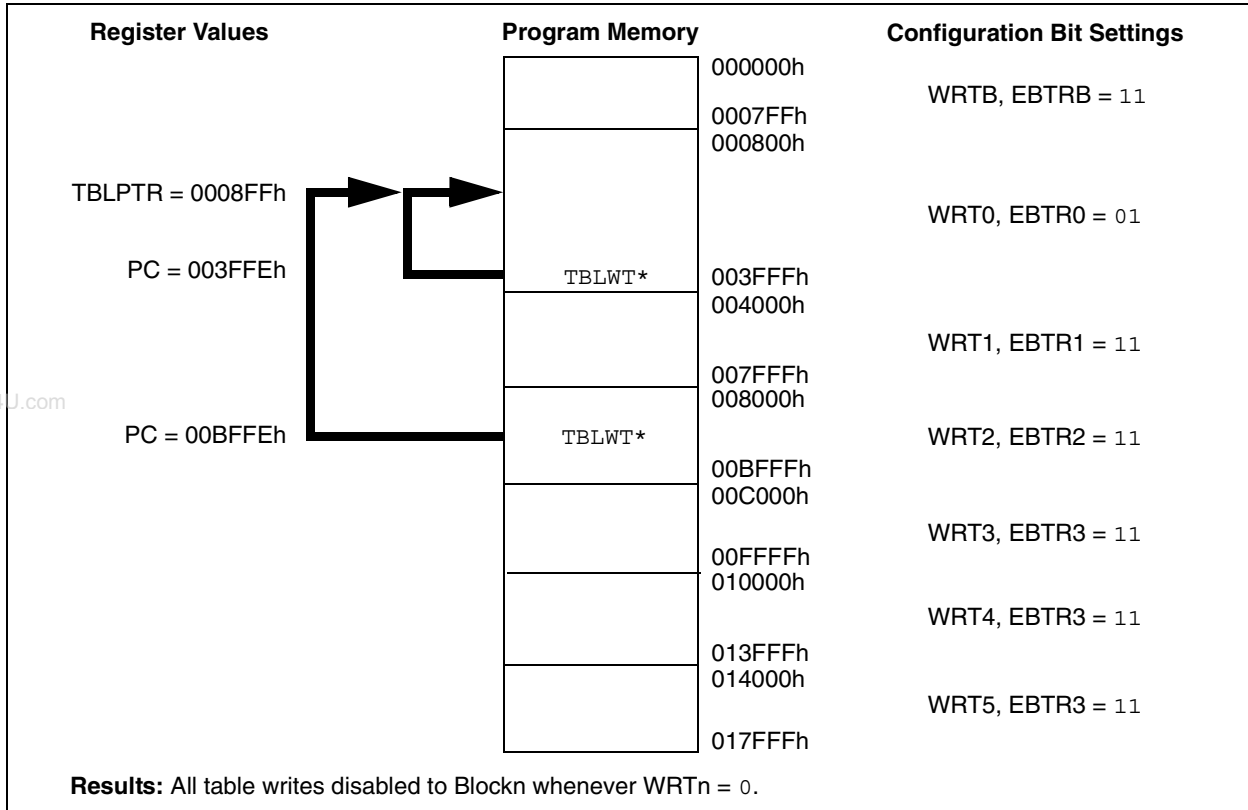 Register Values Program Memory Configuration Bit Settings
000000h
WRTB, EBTRB = 11
0007FFh
000800h
TBLPTR = 0008FFh
WRT0, EBTR0 = 01
PC = 003FFEh TBLWT* 003FFFh
004000h
WRT1, EBTR1 = 11
007FFFh
008000h
4U.com
PC = 00BFFEh TBLWT* WRT2, EBTR2 = 11
00BFFFh
00C000h
WRT3, EBTR3 = 11
00FFFFh
010000h
WRT4, EBTR3 = 11
013FFFh
014000h
WRT5, EBTR3 = 11
017FFFh
Results: All table writes disabled to Blockn whenever WRTn = 0.